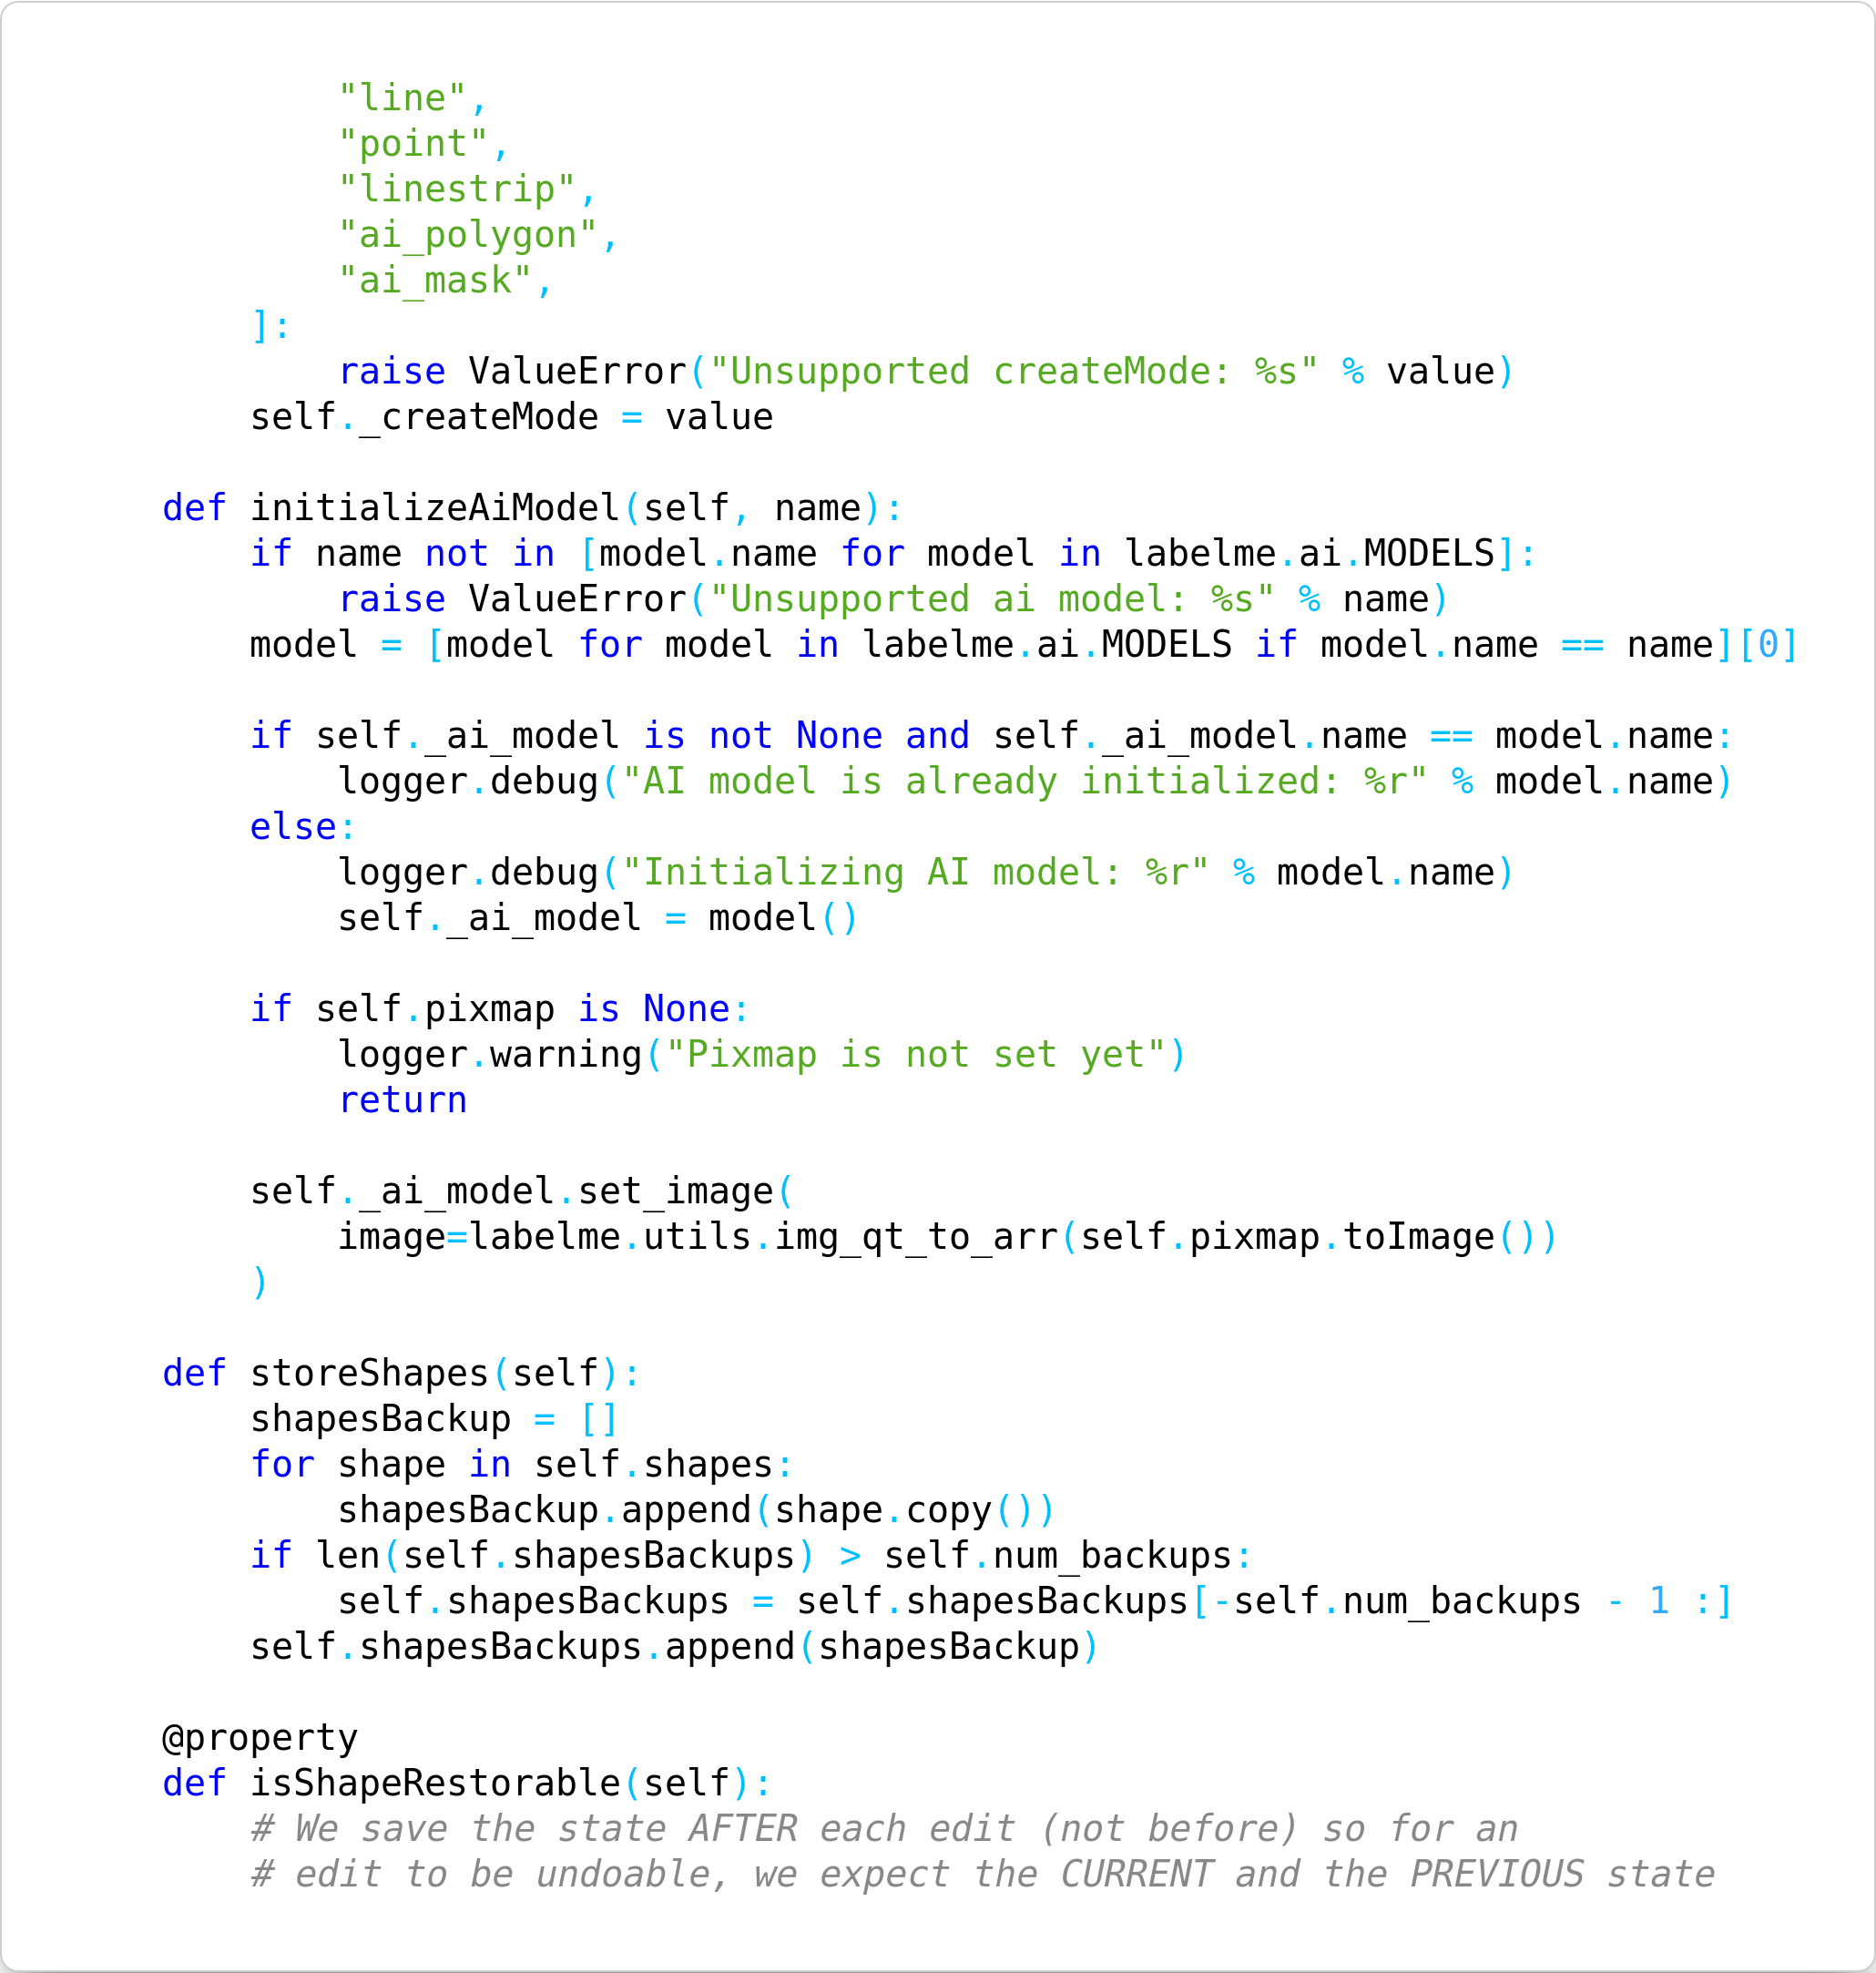 "line",
            "point",
            "linestrip",
            "ai_polygon",
            "ai_mask",
        ]:
            raise ValueError("Unsupported createMode: %s" % value)
        self._createMode = value

    def initializeAiModel(self, name):
        if name not in [model.name for model in labelme.ai.MODELS]:
            raise ValueError("Unsupported ai model: %s" % name)
        model = [model for model in labelme.ai.MODELS if model.name == name][0]

        if self._ai_model is not None and self._ai_model.name == model.name:
            logger.debug("AI model is already initialized: %r" % model.name)
        else:
            logger.debug("Initializing AI model: %r" % model.name)
            self._ai_model = model()

        if self.pixmap is None:
            logger.warning("Pixmap is not set yet")
            return

        self._ai_model.set_image(
            image=labelme.utils.img_qt_to_arr(self.pixmap.toImage())
        )

    def storeShapes(self):
        shapesBackup = []
        for shape in self.shapes:
            shapesBackup.append(shape.copy())
        if len(self.shapesBackups) > self.num_backups:
            self.shapesBackups = self.shapesBackups[-self.num_backups - 1 :]
        self.shapesBackups.append(shapesBackup)

    @property
    def isShapeRestorable(self):
        # We save the state AFTER each edit (not before) so for an
        # edit to be undoable, we expect the CURRENT and the PREVIOUS state